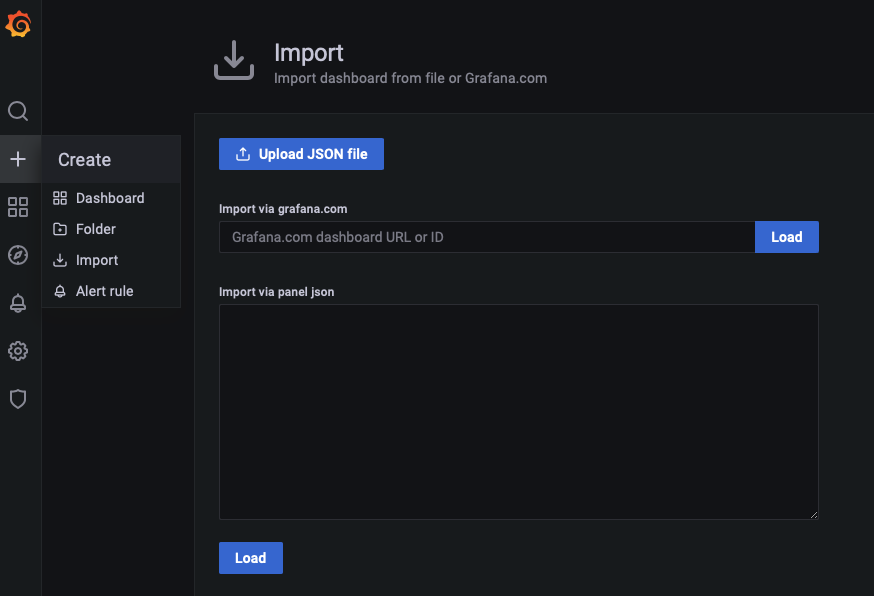 Import
Import dashboard from file or Grafana.com
Create
Dashboard
Folder
Import
Alert rule
Upload JSON file
Import via grafana.com
Grafana.com dashboard URL or ID
Load
Import via panel json
Load